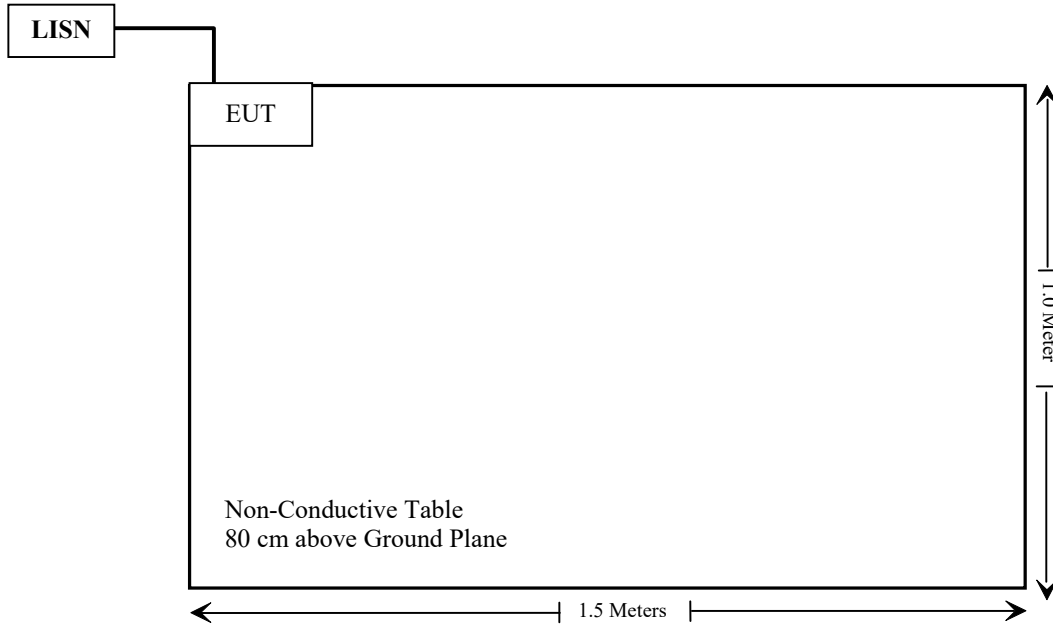 LISN
EUT
1.0 Meter
Non-Conductive Table
80 cm above Ground Plane
1.5 Meters